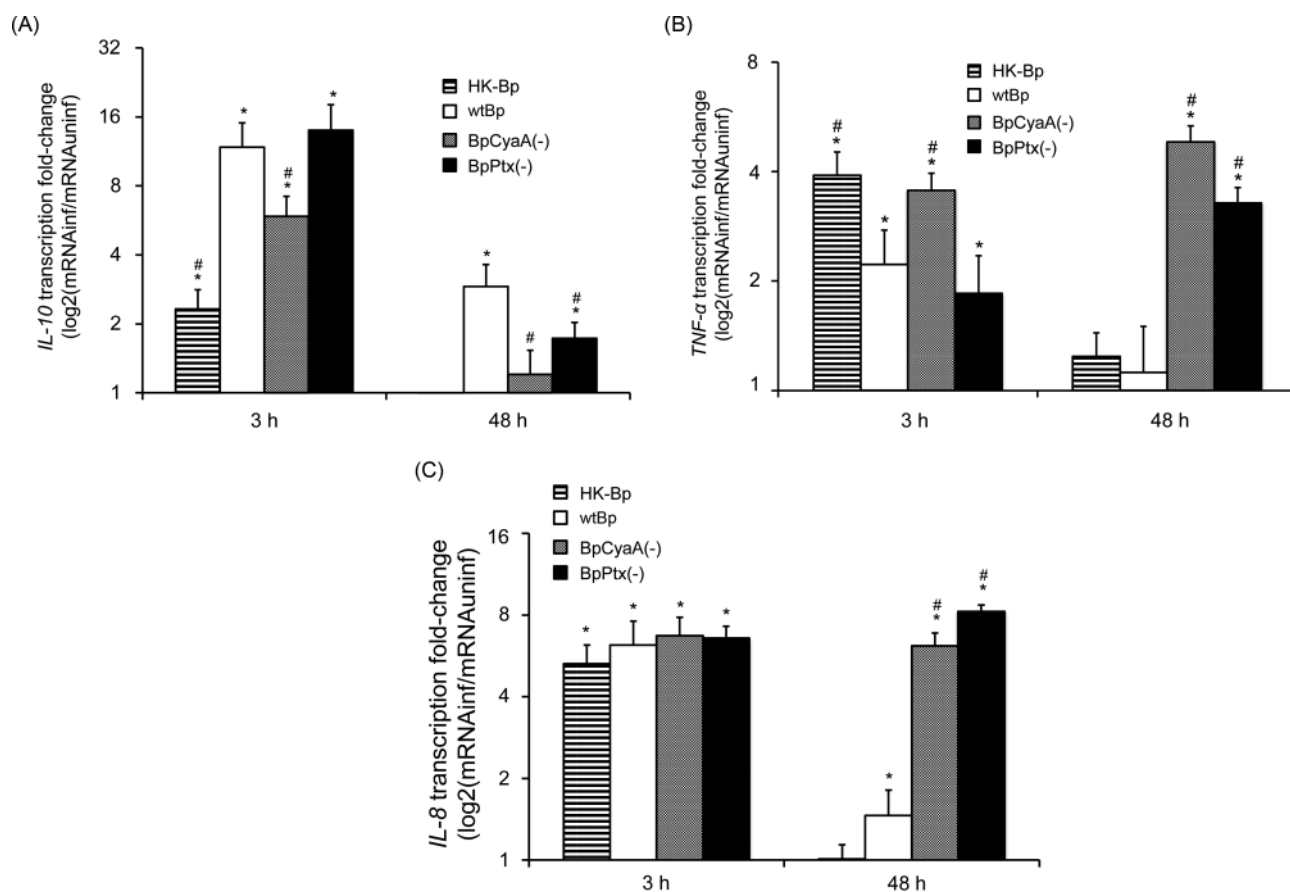 (A)
IL-10 transcription fold-change
(log2(mRNAinf/mRNAuninf)
32
16
8
4
2
1
HK-Bp
wtBp
BpCyaA(-)
BpPtx(-)
#
*
*
#
*
*
*
#
#
*
3 h
48 h
(B)
TNF-α transcription fold-change
(log2(mRNAinf/mRNAuninf)
8
4
2
1
HK-Bp
wtBp
BpCyaA(-)
BpPtx(-)
#
*
*
#
*
*
#
*
#
*
3 h
48 h
(C)
IL-8 transcription fold-change
(log2(mRNAinf/mRNAuninf)
16
8
4
2
1
HK-Bp
wtBp
BpCyaA(-)
BpPtx(-)
*
*
*
*
*
#
*
#
*
3 h
48 h